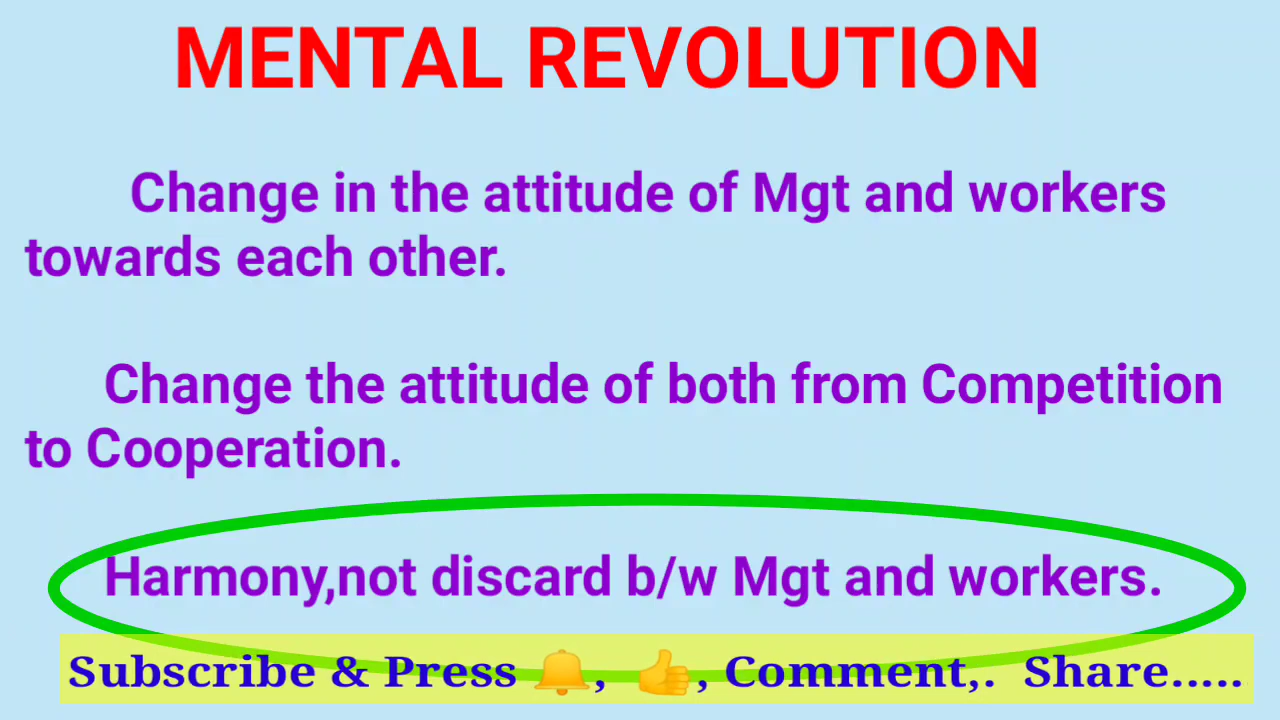 MENTAL REVOLUTION
Change in the attitude of Mgt and workers
towards each other.
Change the attitude of both from Competition
to Cooperation.
Harmony,not discard b/w Mgt and workers.
Subscribe & Press 🔔, 👍, Comment,. Share.....